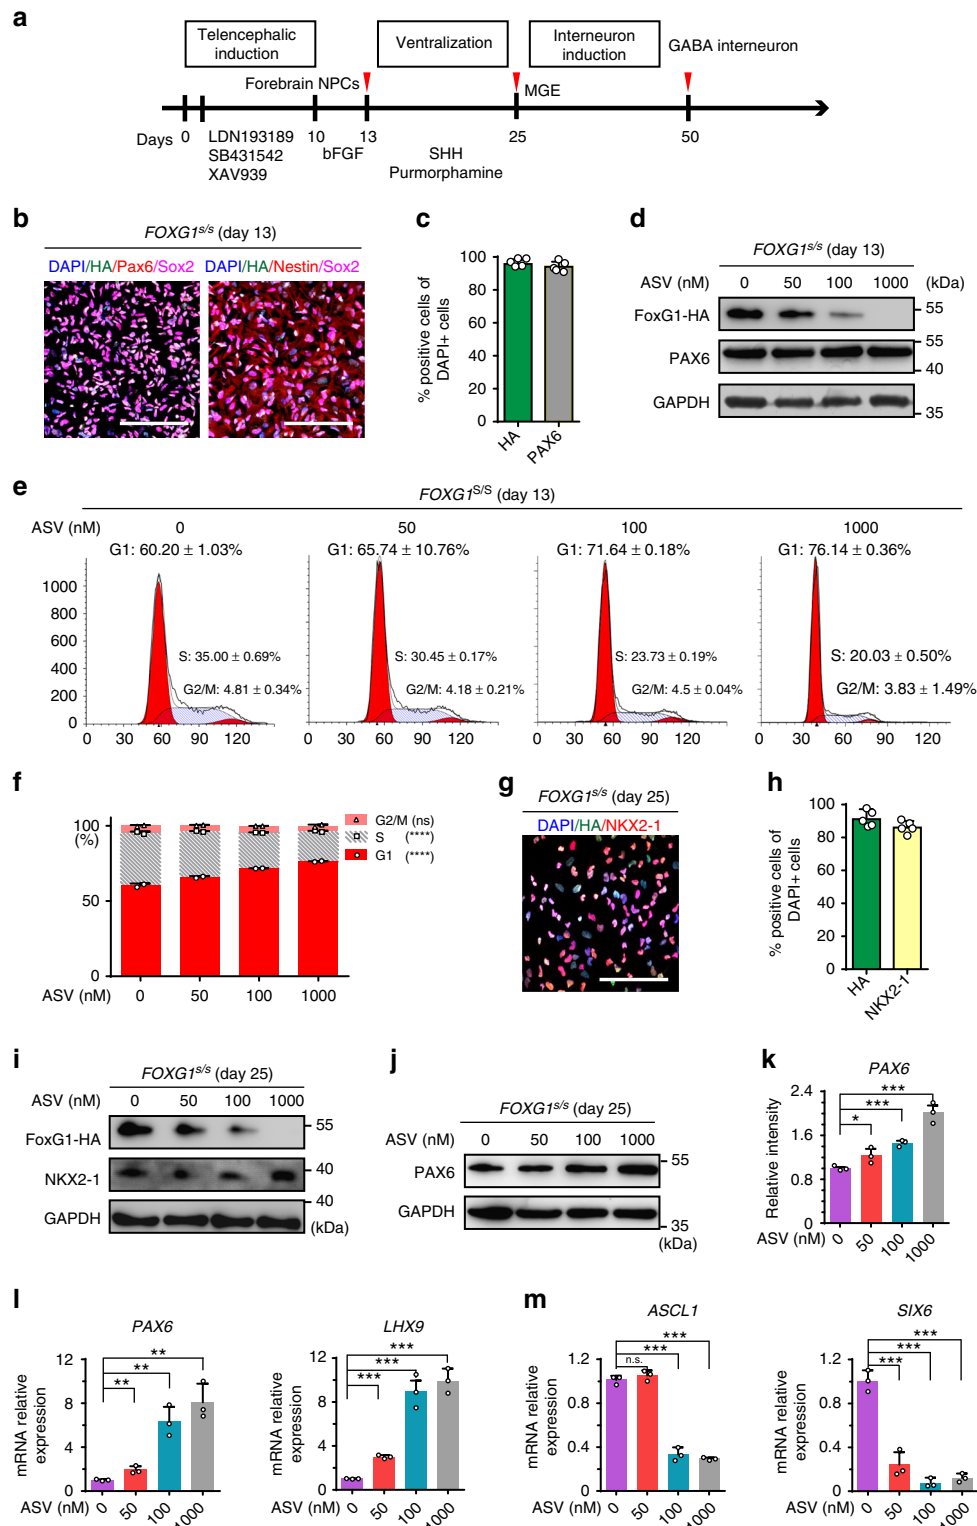 a
Telencephalic
induction
Ventralization
Interneuron
induction
GABA interneuron
Forebrain NPCs
MGE
Days 0 10 13 25 50
LDN193189
SB431542
XAV939
bFGF
SHH
Purmorphamine
b
FOXG1s/s (day 13)
DAPI/HA/Pax6/Sox2 DAPI/HA/Nestin/Sox2
c
% positive cells of
DAPI+ cells
100
80
60
40
20
0
HA PAX6
d
FOXG1s/s (day 13)
ASV (nM) 0 50 100 1000 (kDa)
FoxG1-HA 55
PAX6 55
40
GAPDH 35
e
FOXG1S/S (day 13)
ASV (nM) 0 50 100 1000
G1: 60.20 ± 1.03% G1: 65.74 ± 10.76% G1: 71.64 ± 0.18% G1: 76.14 ± 0.36%
1000
800
600
400
200
0
S: 35.00 ± 0.69% S: 30.45 ± 0.17% S: 23.73 ± 0.19% S: 20.03 ± 0.50%
G2/M: 4.81 ± 0.34% G2/M: 4.18 ± 0.21% G2/M: 4.5 ± 0.04% G2/M: 3.83 ± 1.49%
0 30 60 90 120 0 30 60 90 120 0 30 60 90 120 0 30 60 90 120
f
100
(%)
50
0
G2/M (ns)
S (****)
G1 (****)
ASV (nM) 0 50 100 1000
g
FOXG1s/s (day 25)
DAPI/HA/NKX2-1
h
% positive cells of
DAPI+ cells
100
80
60
40
20
0
HA NKX2-1
i
FOXG1s/s (day 25)
ASV (nM) 0 50 100 1000
FoxG1-HA 55
NKX2-1 40
40
GAPDH (kDa)
j
FOXG1s/s (day 25)
ASV (nM) 0 50 100 1000
PAX6 55
GAPDH 35
(kDa)
k
PAX6
Relative intensity
2.4
1.6
0.8
0
***
***
*
ASV (nM) 0 50 100 1000
l
PAX6
mRNA relative
expression
12
8
4
0
**
**
**
ASV (nM) 0 50 100 1000
LHX9
mRNA relative
expression
12
8
4
0
***
***
***
0 50 100 1000
m
ASCL1
mRNA relative
expression
1.2
0.8
0.4
0
***
***
n.s.
ASV (nM) 0 50 100 1000
SIX6
mRNA relative
expression
1.2
0.8
0.4
0
***
***
***
0 50 100 1000